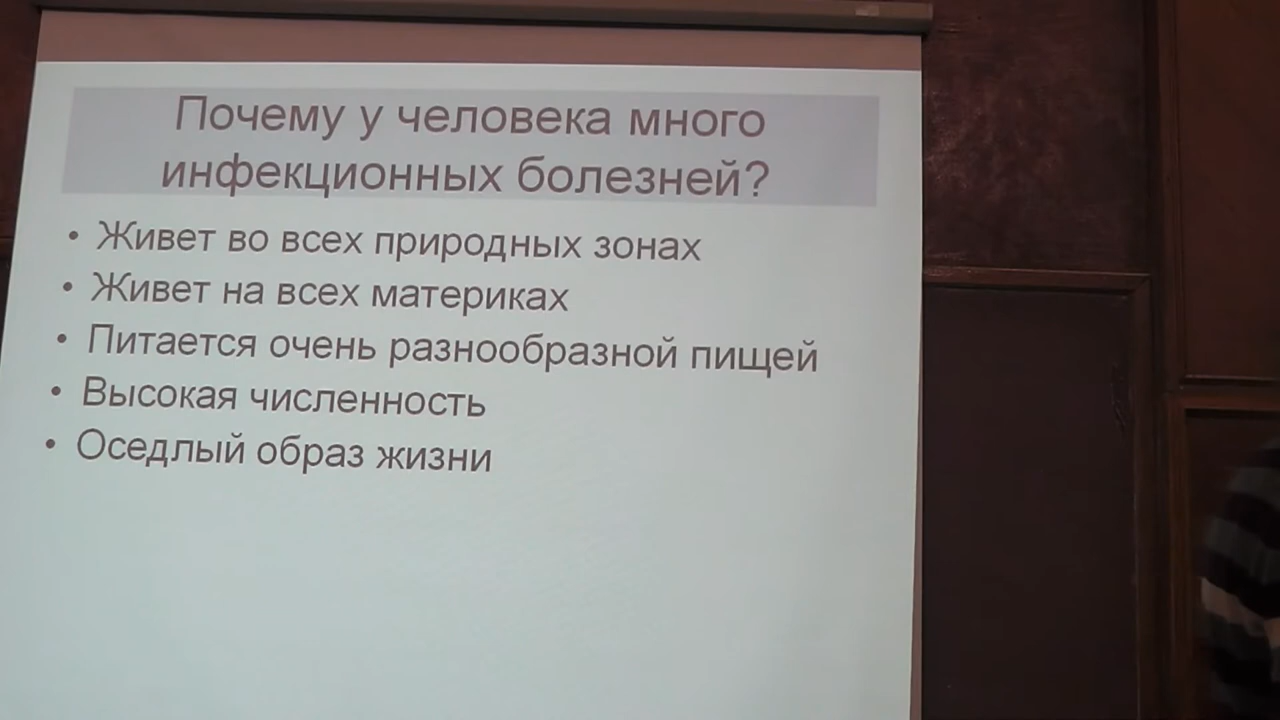 Почему у человека много
инфекционных болезней?
• Живет во всех природных зонах
• Живет на всех материках
• Питается очень разнообразной пищей
• Высокая численность
• Оседлый образ жизни